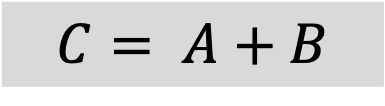 C = A + B